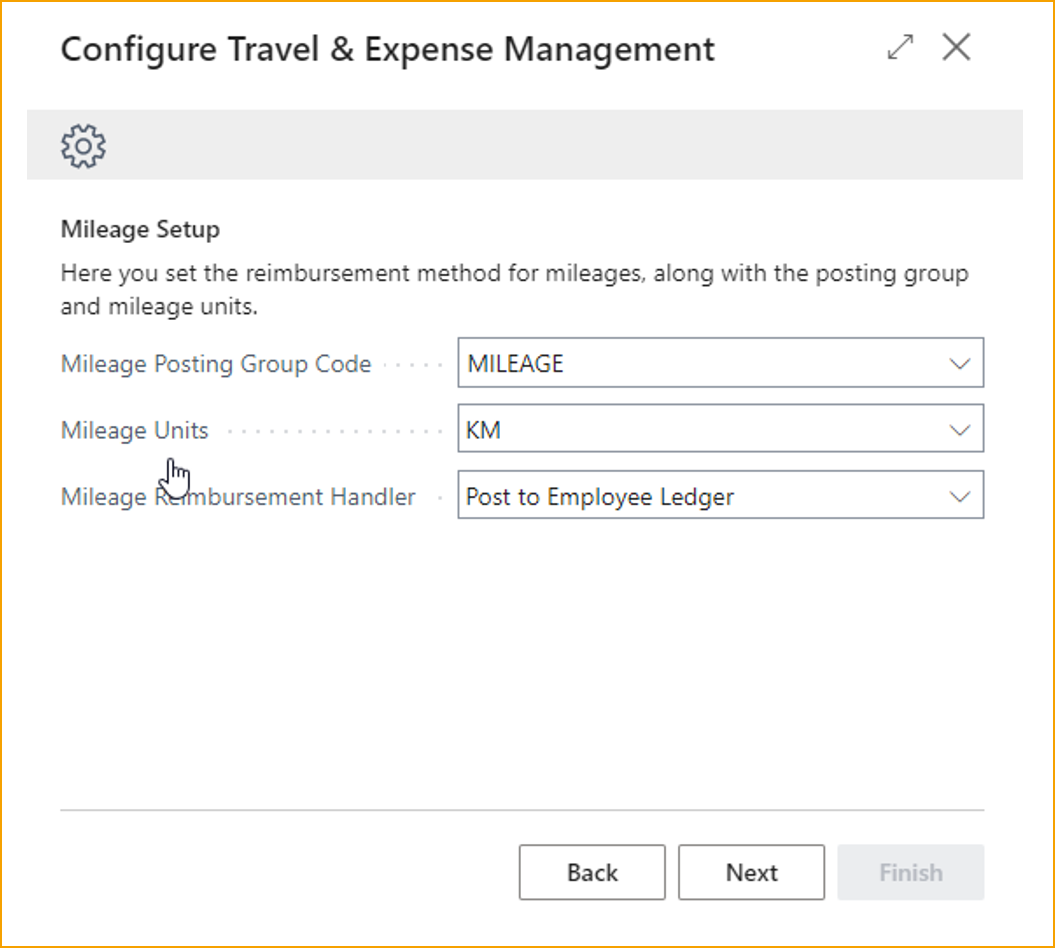 Configure Travel & Expense Management
Mileage Setup
Here you set the reimbursement method for mileages, along with the posting group
and mileage units.
Mileage Posting Group Code MILEAGE
Mileage Units KM
Mileage Reimbursement Handler Post to Employee Ledger
Back Next Finish